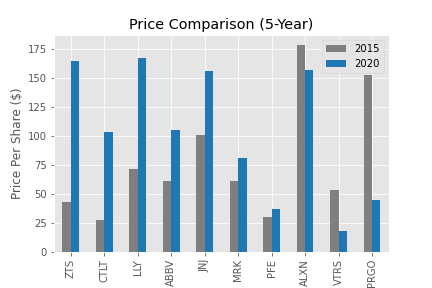 Price Comparison (5-Year)
2015
2020
Price Per Share ($)
175
150
125
100
75
50
25
0
ZTS
CTLT
LLY
ABBV
JNJ
MRK
PFE
ALXN
VTRS
PRGO